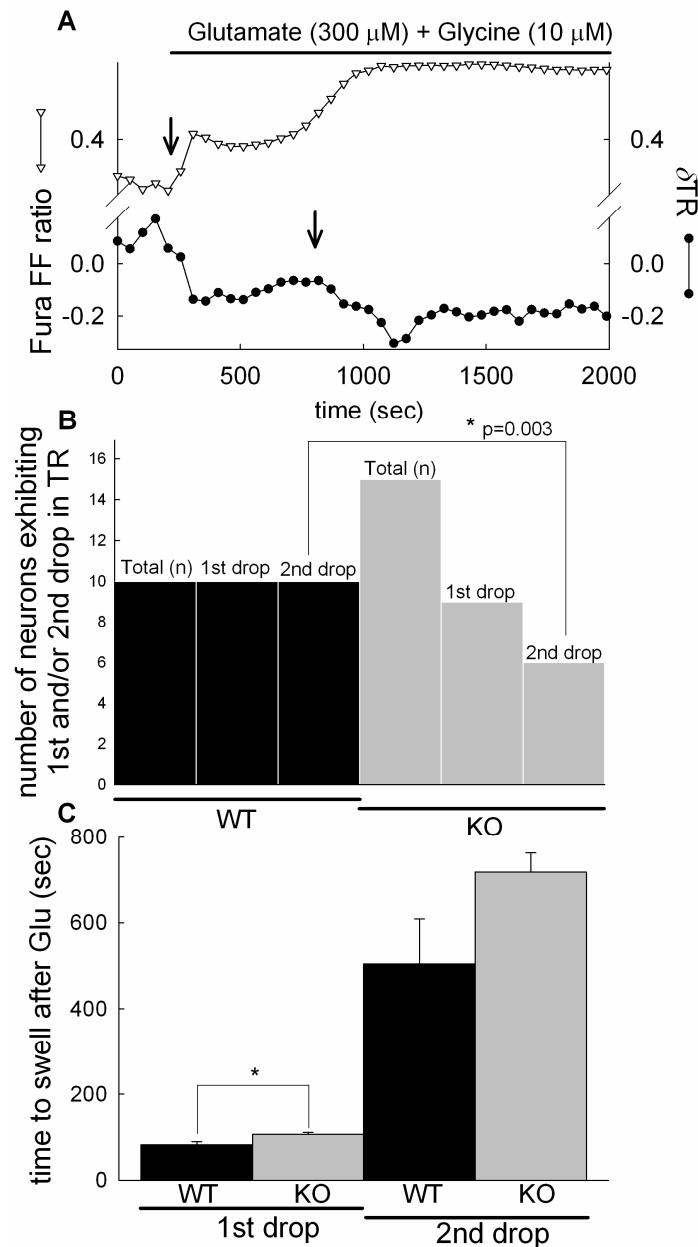 A
Glutamate (300 μM) + Glycine (10 μM)
Fura FF ratio
0.4
0.0
-0.2
0.4
0.0
-0.2
δTR
0
500
1000
1500
2000
time (sec)
B
number of neurons exhibiting
1st and/or 2nd drop in TR
16
14
12
10
8
6
4
2
0
* p=0.003
Total (n)
1st drop
2nd drop
Total (n)
1st drop
2nd drop
WT
KO
C
time to swell after Glu (sec)
800
600
400
200
0
*
WT
KO
WT
KO
1st drop
2nd drop